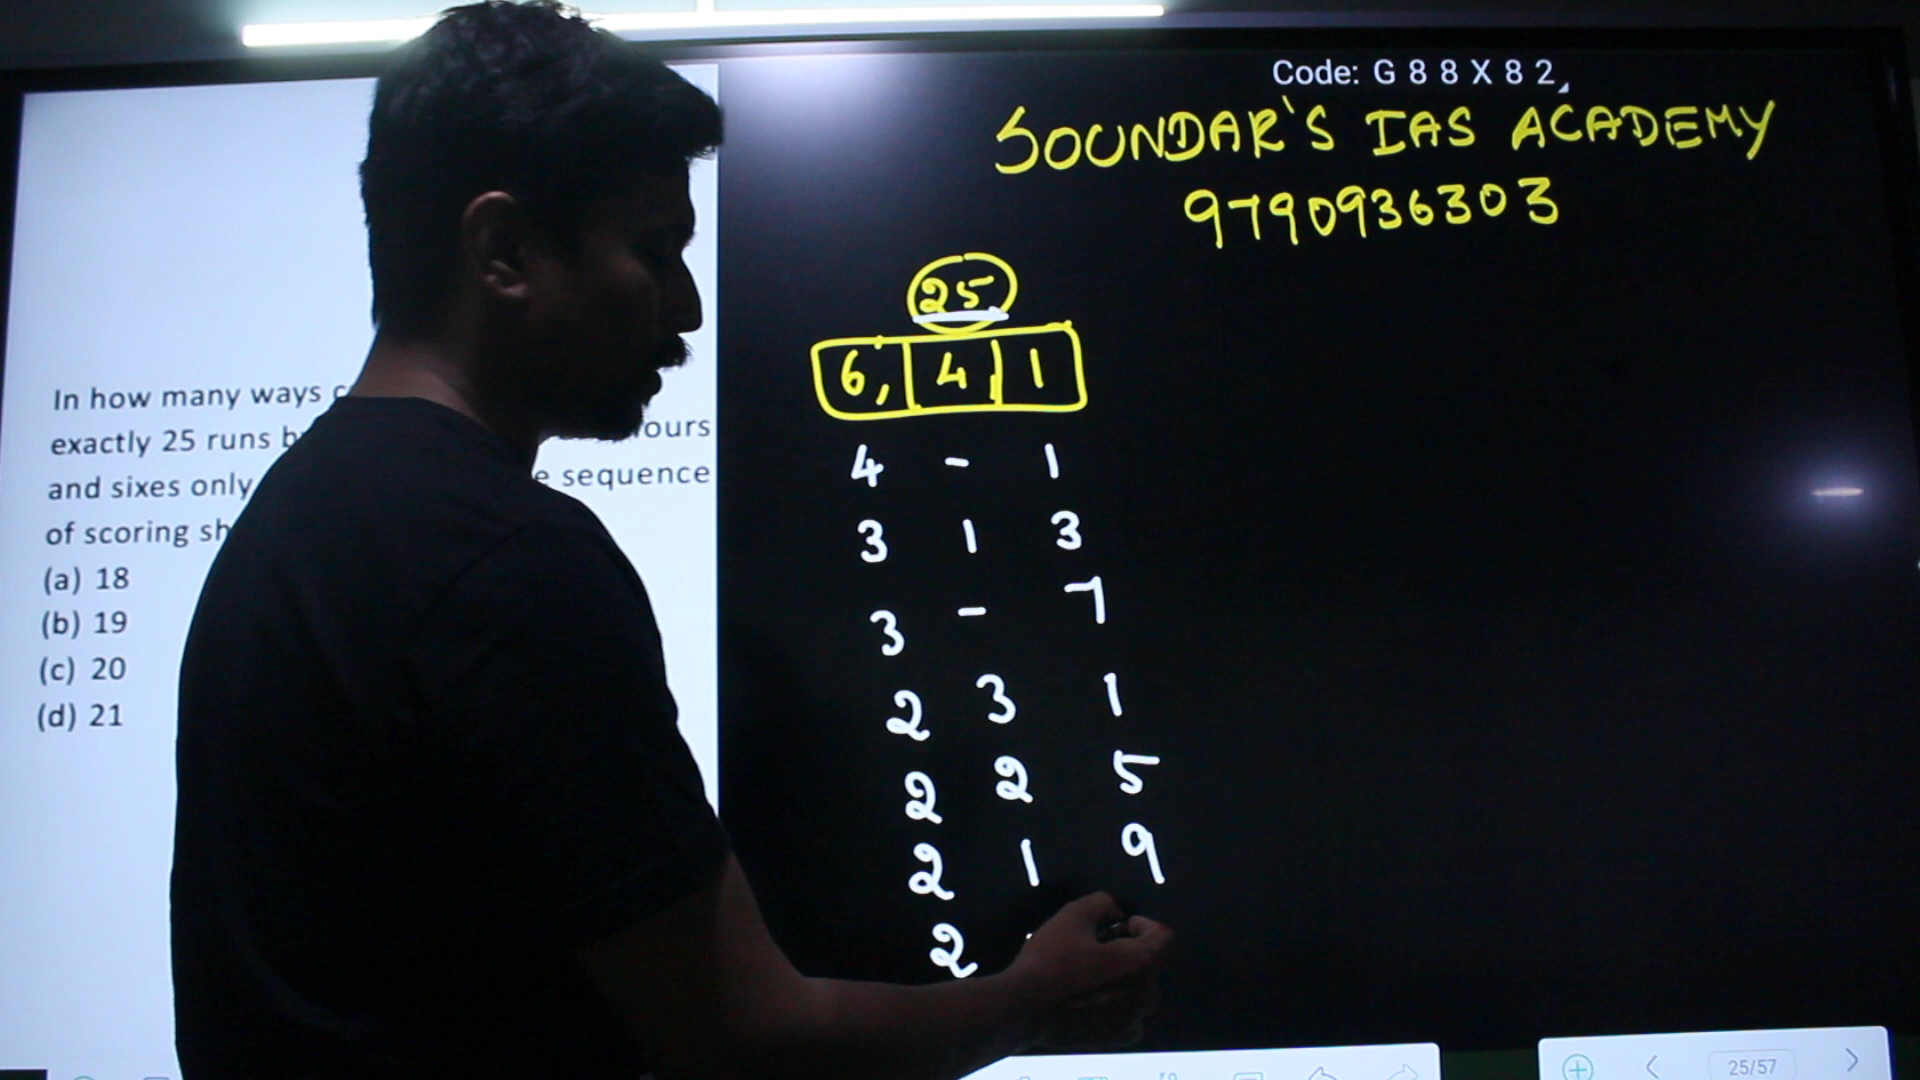 Code: G 8 8 X 8 2
SOUNDAR'S IAS ACADEMY
9790936303
25
6, 4, 1
4 - 1
3 1 3
3 - 7
2 3 1
2 2 5
2 1 9
2
In how many ways
exactly 25 runs
ours
and sixes only
sequence
of scoring
(a) 18
(b) 19
(c) 20
(d) 21
25/57